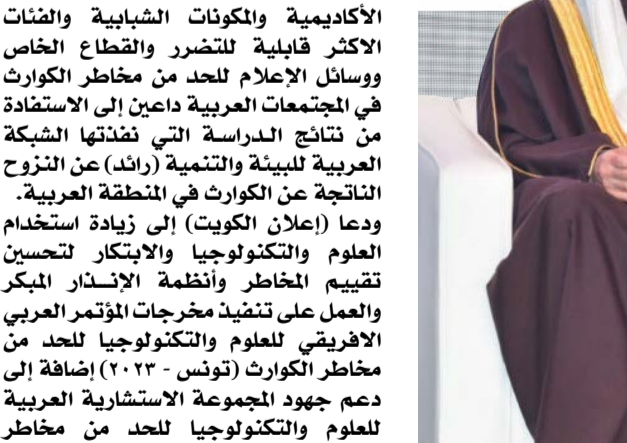 الأكاديمية والمكونات الشبابية والفئات
الاكثر قابلية للتضرر والقطاع الخاص
ووسائل الإعلام للحد من مخاطر الكوارث
في المجتمعات العربية داعين إلى الاستفادة
من نتائج الدراسة التي نفذتها الشبكة
العربية للبيئة والتنمية (رائد) عن النزوح
الناتجة عن الكوارث في المنطقة العربية.
ودعا (إعلان الكويت) إلى زيادة استخدام
العلوم والتكنولوجيا والابتكار لتحسين
تقييم المخاطر وأنظمة الإنــذار المبكر
والعمل على تنفيذ مخرجات المؤتمر العربي
الافريقي للعلوم والتكنولوجيا للحد من
مخاطر الكوارث (تونس - ٢٠٢٣) إضافة إلى
دعم جهود المجموعة الاستشارية العربية
للعلوم والتكنولوجيا للحد من مخاطر